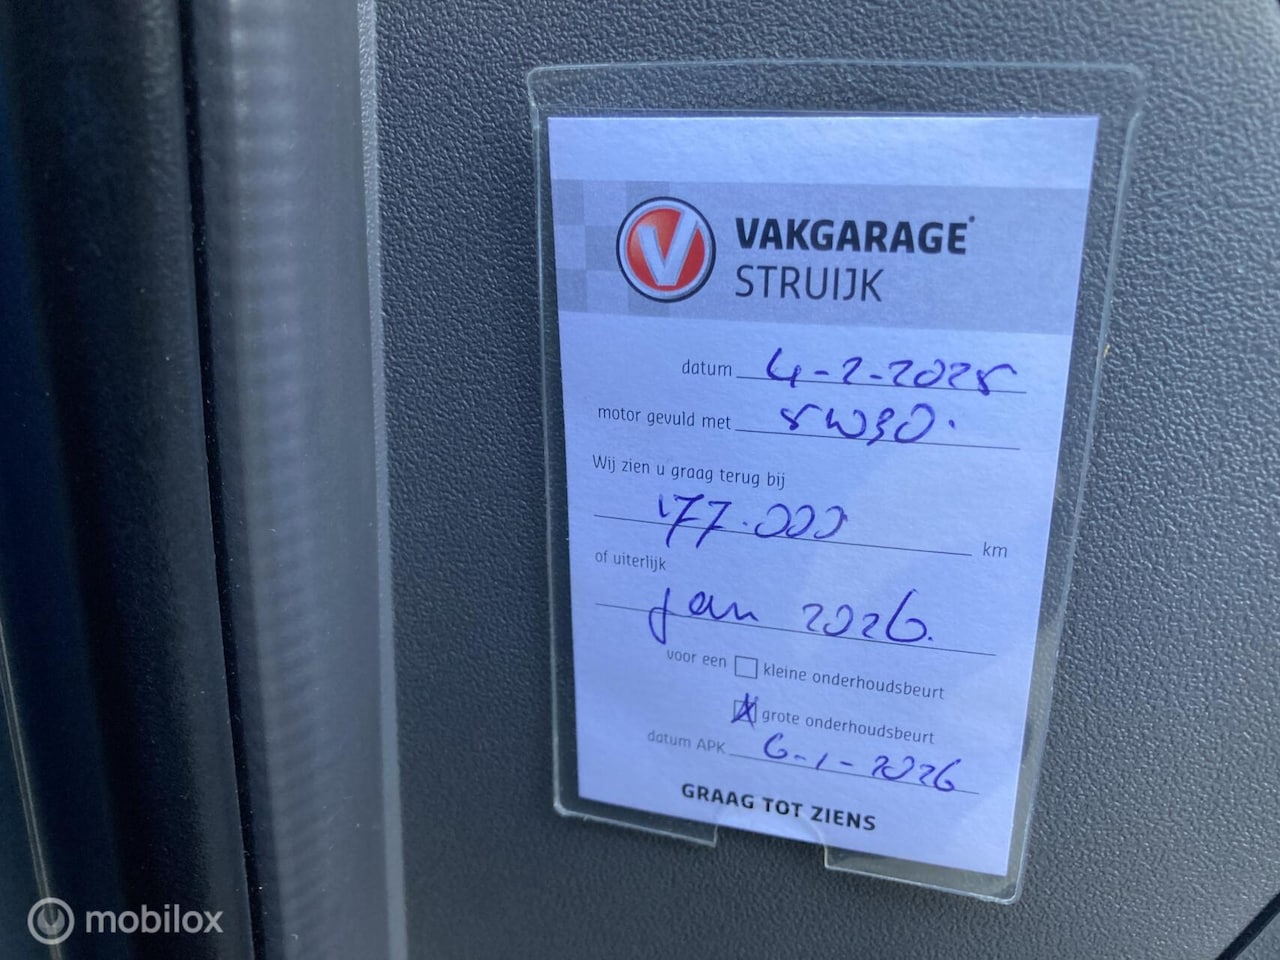 VAKGARAGE
STRUIJK
datum 4-2-2025
motor gevuld met 5W30.
Wij zien u graag terug bij
177.000 km
of uiterlijk
Jan 2026.
voor een kleine onderhoudsbeurt
X grote onderhoudsbeurt
datum APK 6-1-2026
GRAAG TOT ZIENS
mobilox